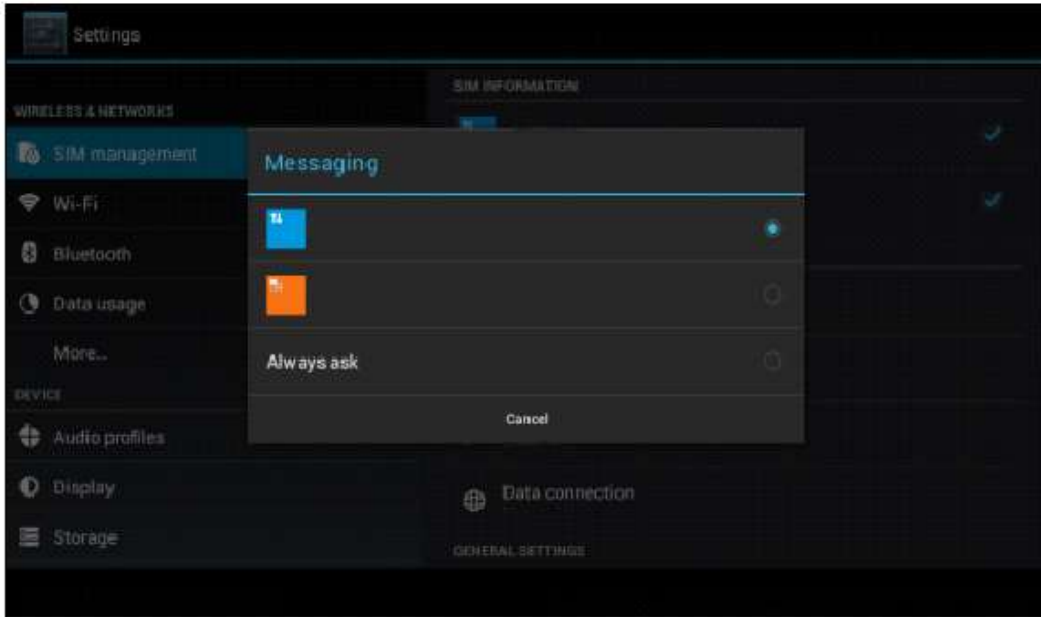 Settings
SIM INFORMATION
WIRELESS & NETWORKS
SIM management
Wi-Fi
Bluetooth
Data usage
More...
DEVICE
Audio profiles
Display
Storage
Messaging
Always ask
Cancel
Data connection
GENERAL SETTINGS